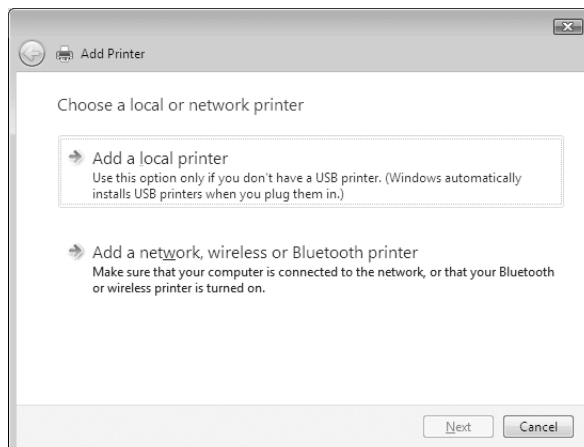 Add Printer
Choose a local or network printer
Add a local printer
Use this option only if you don't have a USB printer. (Windows automatically
installs USB printers when you plug them in.)
Add a network, wireless or Bluetooth printer
Make sure that your computer is connected to the network, or that your Bluetooth
or wireless printer is turned on.
Next
Cancel